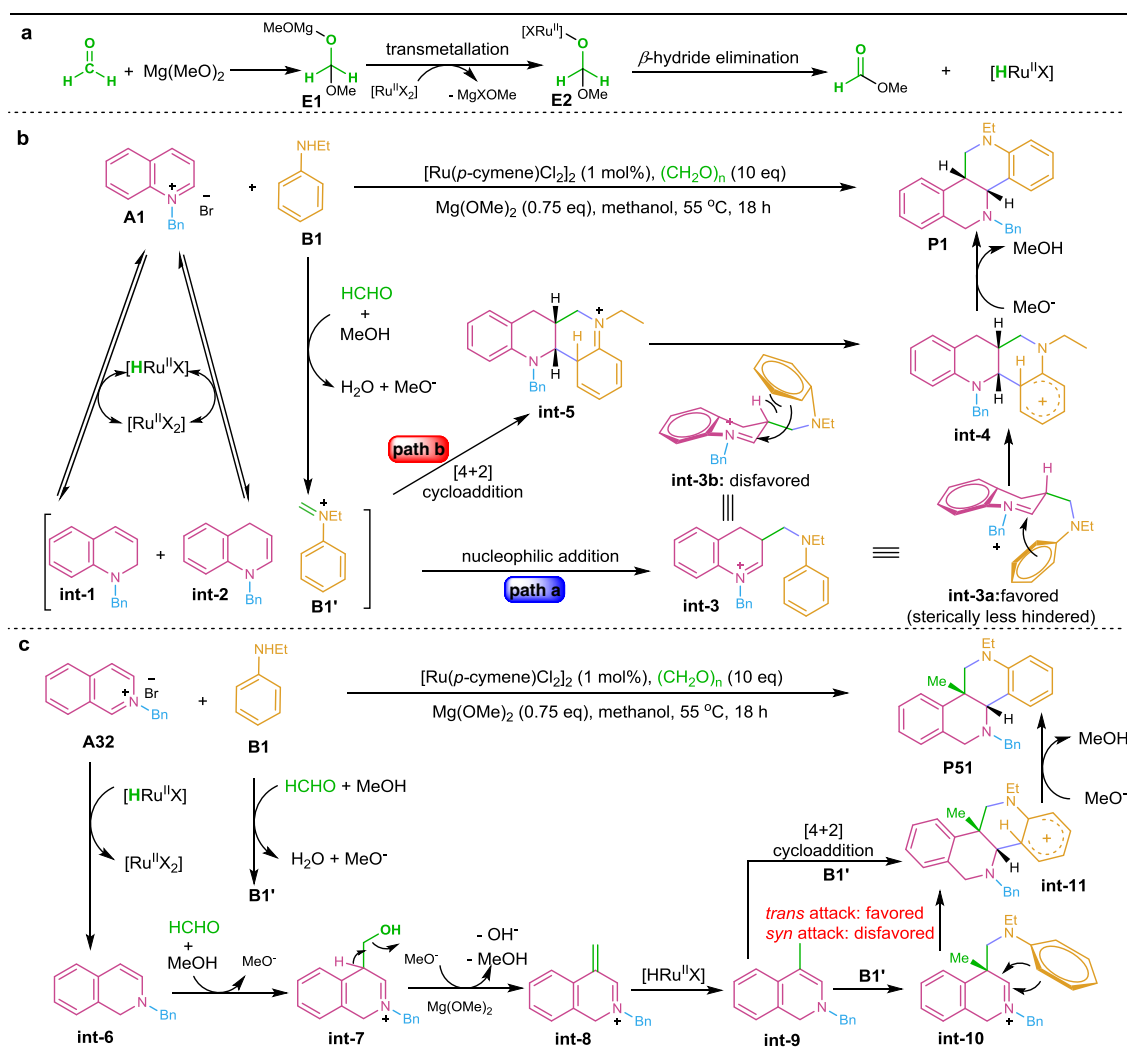 a
MeOMg
O
O
H H
+ Mg(MeO)₂
H H
OMe
E1
transmetallation
[RuᴵᴵX₂]
- MgXOMe
[XRuᴵᴵ]
O
H H
OMe
E2
β-hydride elimination
O
H OMe
+
[HRuᴵᴵX]
b
N
+
−
Br
Bn
A1
+
NHEt
B1
[Ru(p-cymene)Cl₂]₂ (1 mol%), (CH₂O)ₙ (10 eq)
Mg(OMe)₂ (0.75 eq), methanol, 55 °C, 18 h
Et
N
H
H
N
Bn
P1
MeOH
MeO⁻
HCHO
+
MeOH
H₂O + MeO⁻
[HRuᴵᴵX]
[RuᴵᴵX₂]
H
+
N
H
N
H
Bn
int-5
path b
[4+2]
cycloaddition
H
+
N
Bn
NEt
int-3b: disfavored
H
N
H
N
H
Bn
+
int-4
N
Bn
int-1
+
N
Bn
int-2
+
NEt
B1'
nucleophilic addition
path a
NEt
+
N
Bn
int-3
H
N
Bn
+
NEt
int-3a:favored
(sterically less hindered)
c
N
+
−
Br
Bn
A32
+
NHEt
B1
[Ru(p-cymene)Cl₂]₂ (1 mol%), (CH₂O)ₙ (10 eq)
Mg(OMe)₂ (0.75 eq), methanol, 55 °C, 18 h
Et
N
Me
H
N
Bn
P51
MeOH
MeO⁻
[HRuᴵᴵX]
[RuᴵᴵX₂]
HCHO + MeOH
H₂O + MeO⁻
B1'
[4+2]
cycloaddition
B1'
Et
N
Me
H
+
H
N
Bn
int-11
trans attack: favored
syn attack: disfavored
N
Bn
int-6
HCHO
+
MeOH
MeO⁻
OH
H
N
+
Bn
int-7
MeO⁻
- OH⁻
- MeOH
Mg(OMe)₂
N
+
Bn
int-8
[HRuᴵᴵX]
N
Bn
int-9
B1'
Et
N
Me
N
+
Bn
int-10